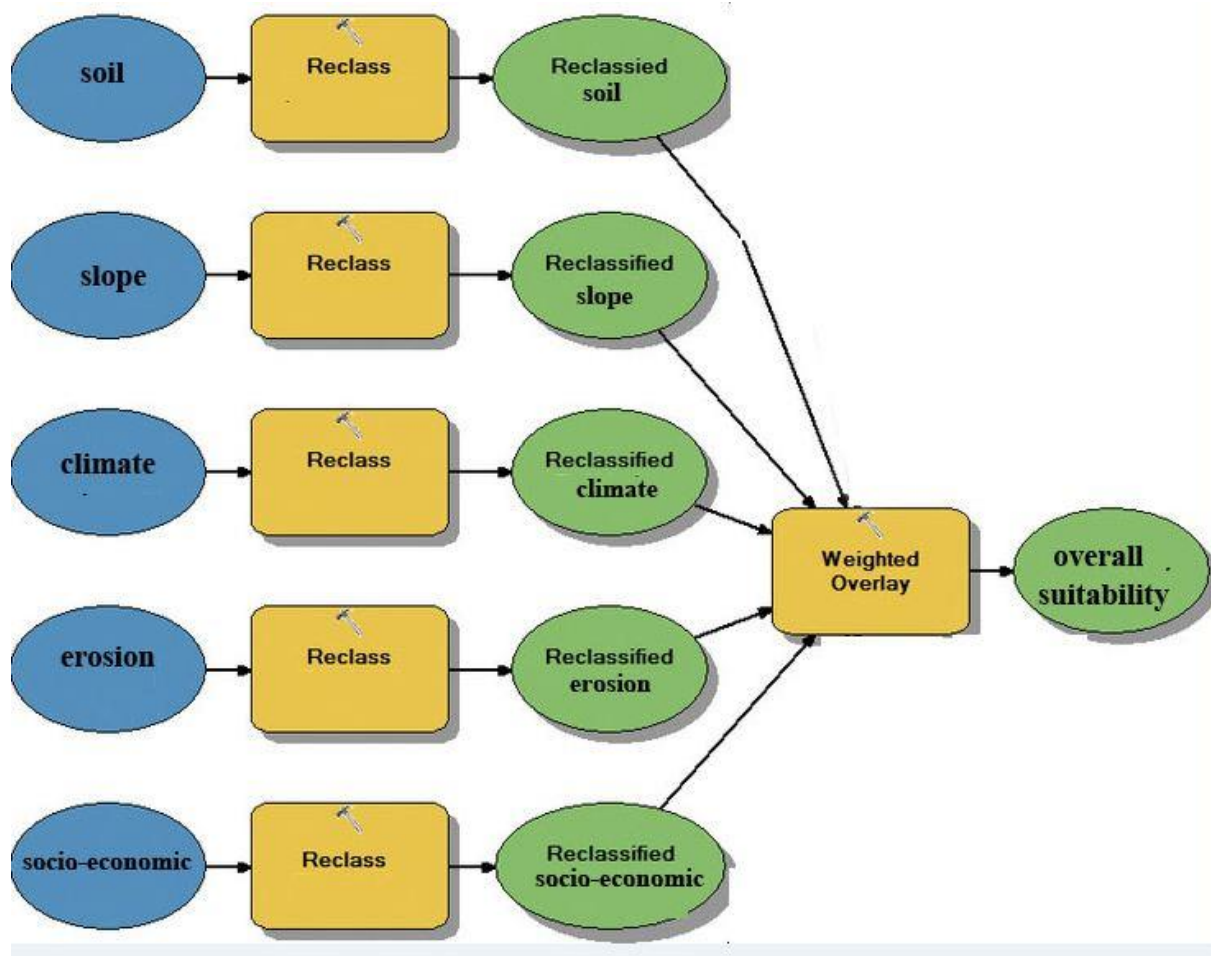 soil
Reclass
Reclassied
soil
slope
Reclass
Reclassified
slope
climate
Reclass
Reclassified
climate
erosion
Reclass
Reclassified
erosion
socio-economic
Reclass
Reclassified
socio-economic
Weighted
Overlay
overall
suitability